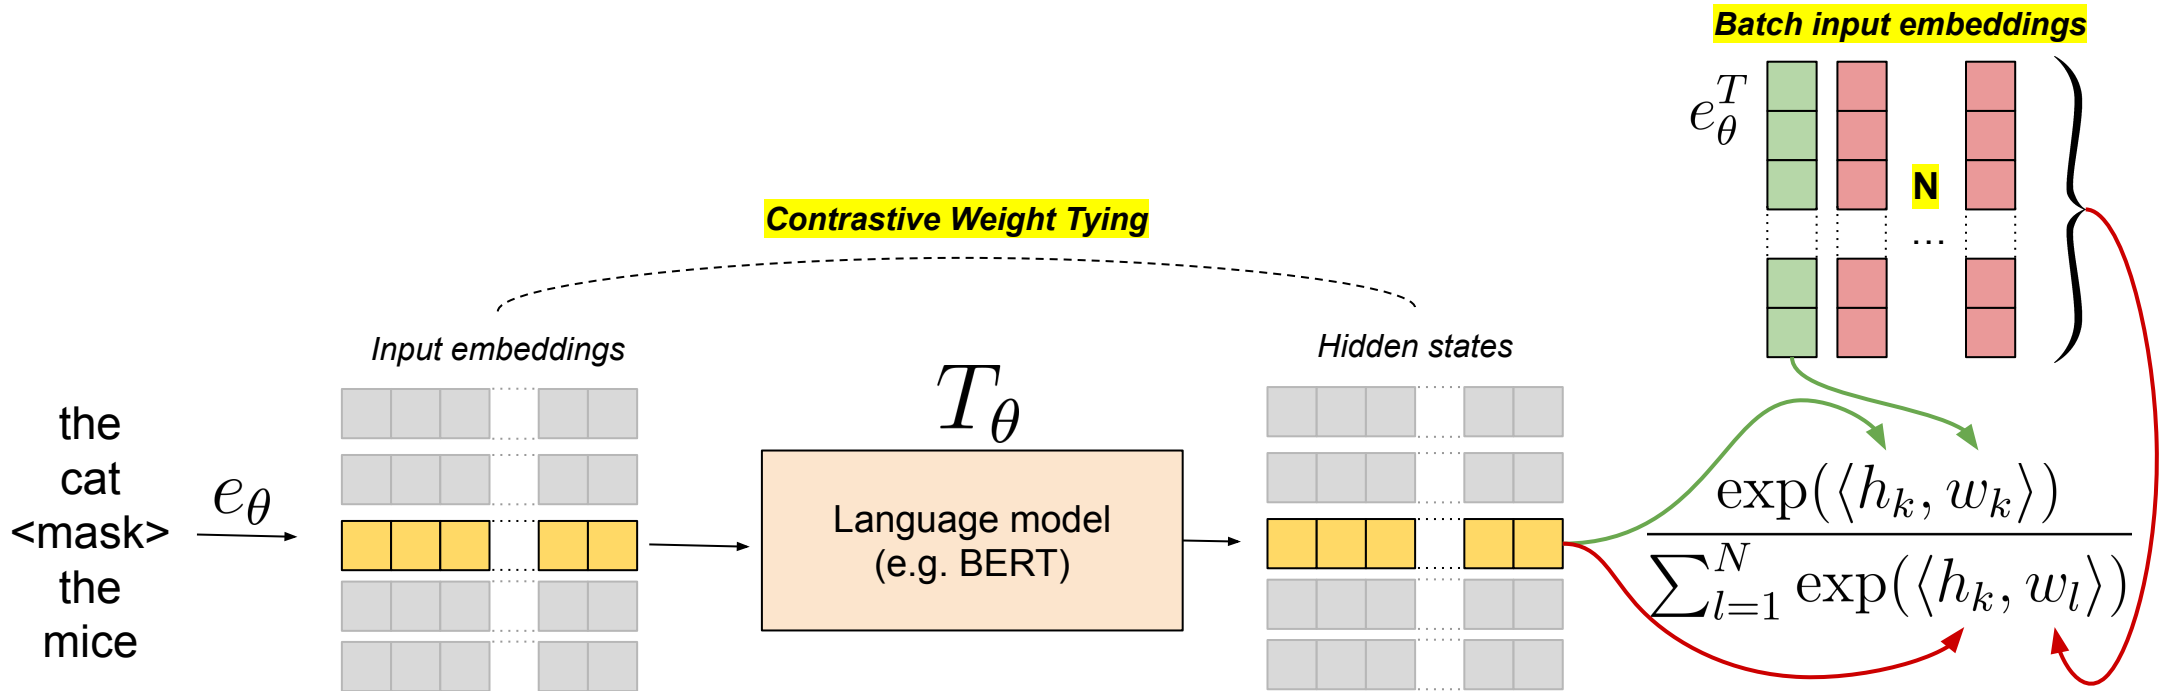 Batch input embeddings
e_θ^T
N
...
Contrastive Weight Tying
Input embeddings
Hidden states
T_θ
the
cat
<mask>
the
mice
e_θ
Language model
(e.g. BERT)
exp(⟨h_k, w_k⟩)
∑_{l=1}^N exp(⟨h_k, w_l⟩)